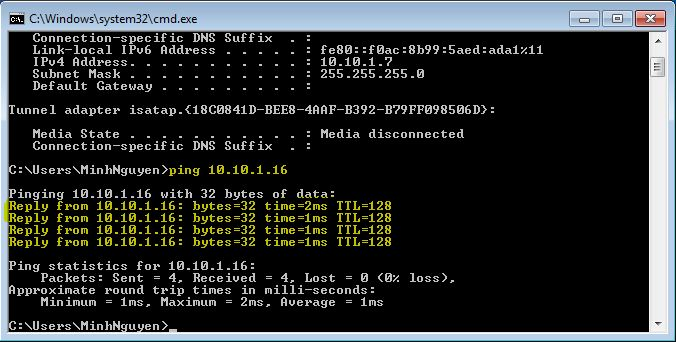 C:\Windows\system32\cmd.exe
Connection-specific DNS Suffix  . :
Link-local IPv6 Address . . . . . : fe80::f0ac:8b99:5aed:ada1%11
IPv4 Address. . . . . . . . . . . : 10.10.1.7
Subnet Mask . . . . . . . . . . . : 255.255.255.0
Default Gateway . . . . . . . . . :
Tunnel adapter isatap.{18C0841D-BEE8-4AAF-B392-B79FF098506D}:
Media State . . . . . . . . . . . : Media disconnected
Connection-specific DNS Suffix  . :
C:\Users\MinhNguyen>ping 10.10.1.16
Pinging 10.10.1.16 with 32 bytes of data:
Reply from 10.10.1.16: bytes=32 time=2ms TTL=128
Reply from 10.10.1.16: bytes=32 time=1ms TTL=128
Reply from 10.10.1.16: bytes=32 time=1ms TTL=128
Reply from 10.10.1.16: bytes=32 time=1ms TTL=128
Ping statistics for 10.10.1.16:
Packets: Sent = 4, Received = 4, Lost = 0 (0% loss),
Approximate round trip times in milli-seconds:
Minimum = 1ms, Maximum = 2ms, Average = 1ms
C:\Users\MinhNguyen>_